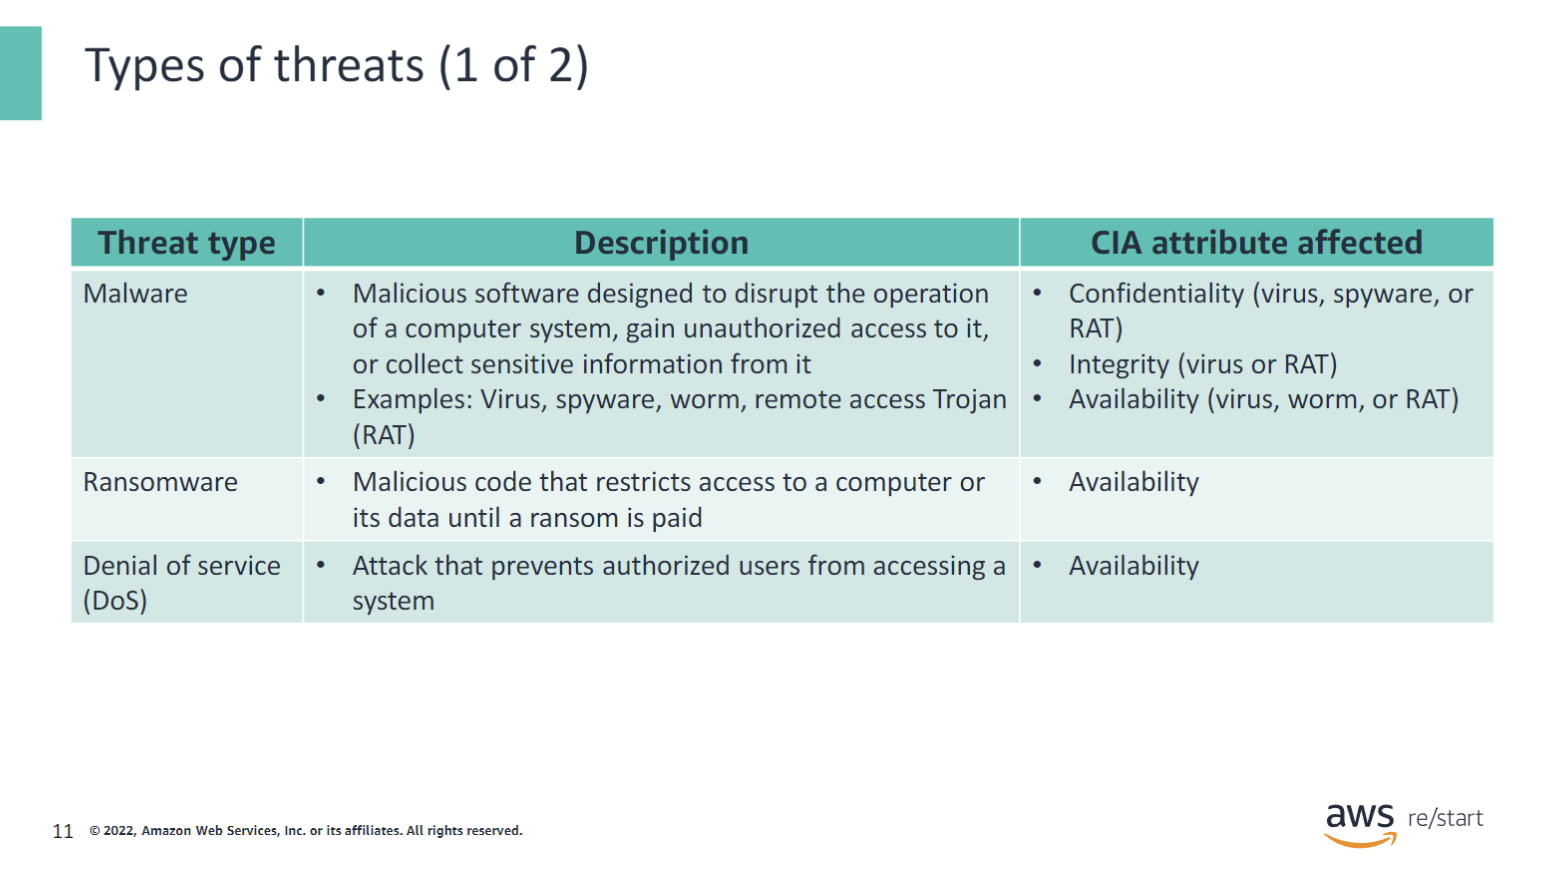 Types of threats (1 of 2)
Threat type
Description
CIA attribute affected
Malware
• Malicious software designed to disrupt the operation
of a computer system, gain unauthorized access to it,
or collect sensitive information from it
• Examples: Virus, spyware, worm, remote access Trojan
(RAT)
• Confidentiality (virus, spyware, or
RAT)
• Integrity (virus or RAT)
• Availability (virus, worm, or RAT)
Ransomware
• Malicious code that restricts access to a computer or
its data until a ransom is paid
• Availability
Denial of service
(DoS)
• Attack that prevents authorized users from accessing a
system
• Availability
11 © 2022, Amazon Web Services, Inc. or its affiliates. All rights reserved.
aws re/start